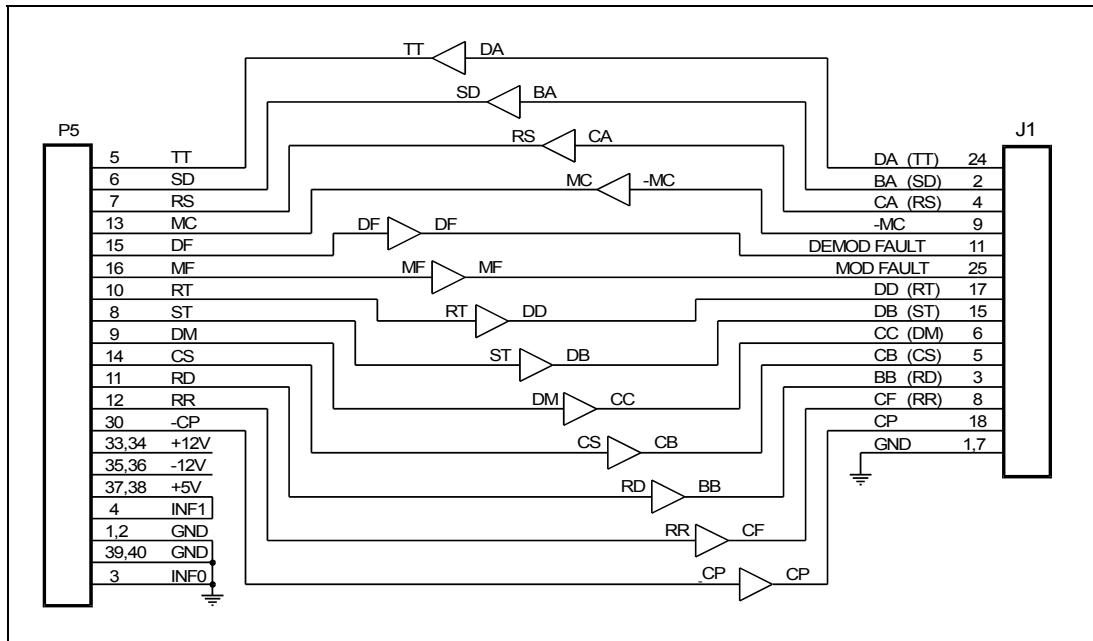 TT DA
SD BA
P5
RS CA
J1
5 TT
DA (TT) 24
6 SD
MC -MC
BA (SD) 2
7 RS
CA (RS) 4
13 MC
DF DF
-MC 9
15 DF
DEMOD FAULT 11
16 MF
MF MF
MOD FAULT 25
10 RT
DD (RT) 17
8 ST
RT DD
DB (ST) 15
9 DM
CC (DM) 6
14 CS
ST DB
CB (CS) 5
11 RD
BB (RD) 3
12 RR
DM CC
CF (RR) 8
30 -CP
CP 18
33,34 +12V
CS CB
GND 1,7
35,36 -12V
37,38 +5V
RD BB
4 INF1
1,2 GND
RR CF
39,40 GND
3 INF0
-CP CP